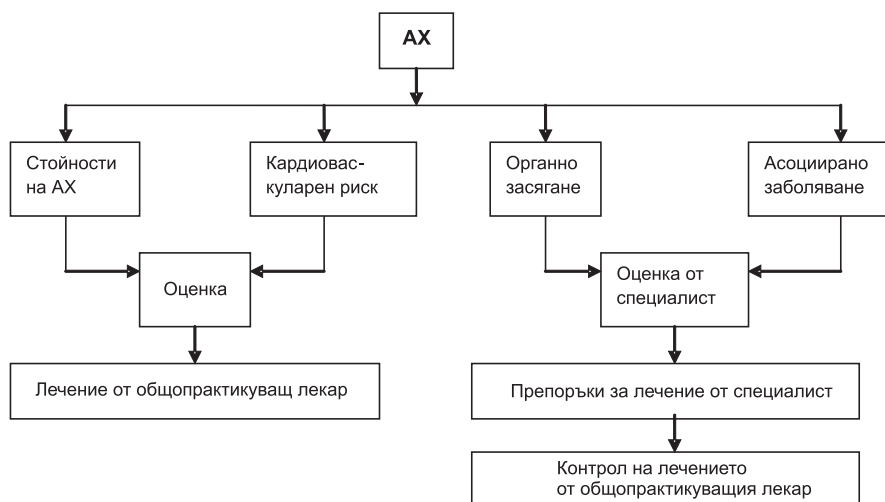 АХ
Стойности
на АХ
Кардиовас-
куларен риск
Органно
засягане
Асоциирано
заболяване
Оценка
Оценка от
специалист
Лечение от общопрактикуващ лекар
Препоръки за лечение от специалист
Контрол на лечението
от общопрактикуващия лекар